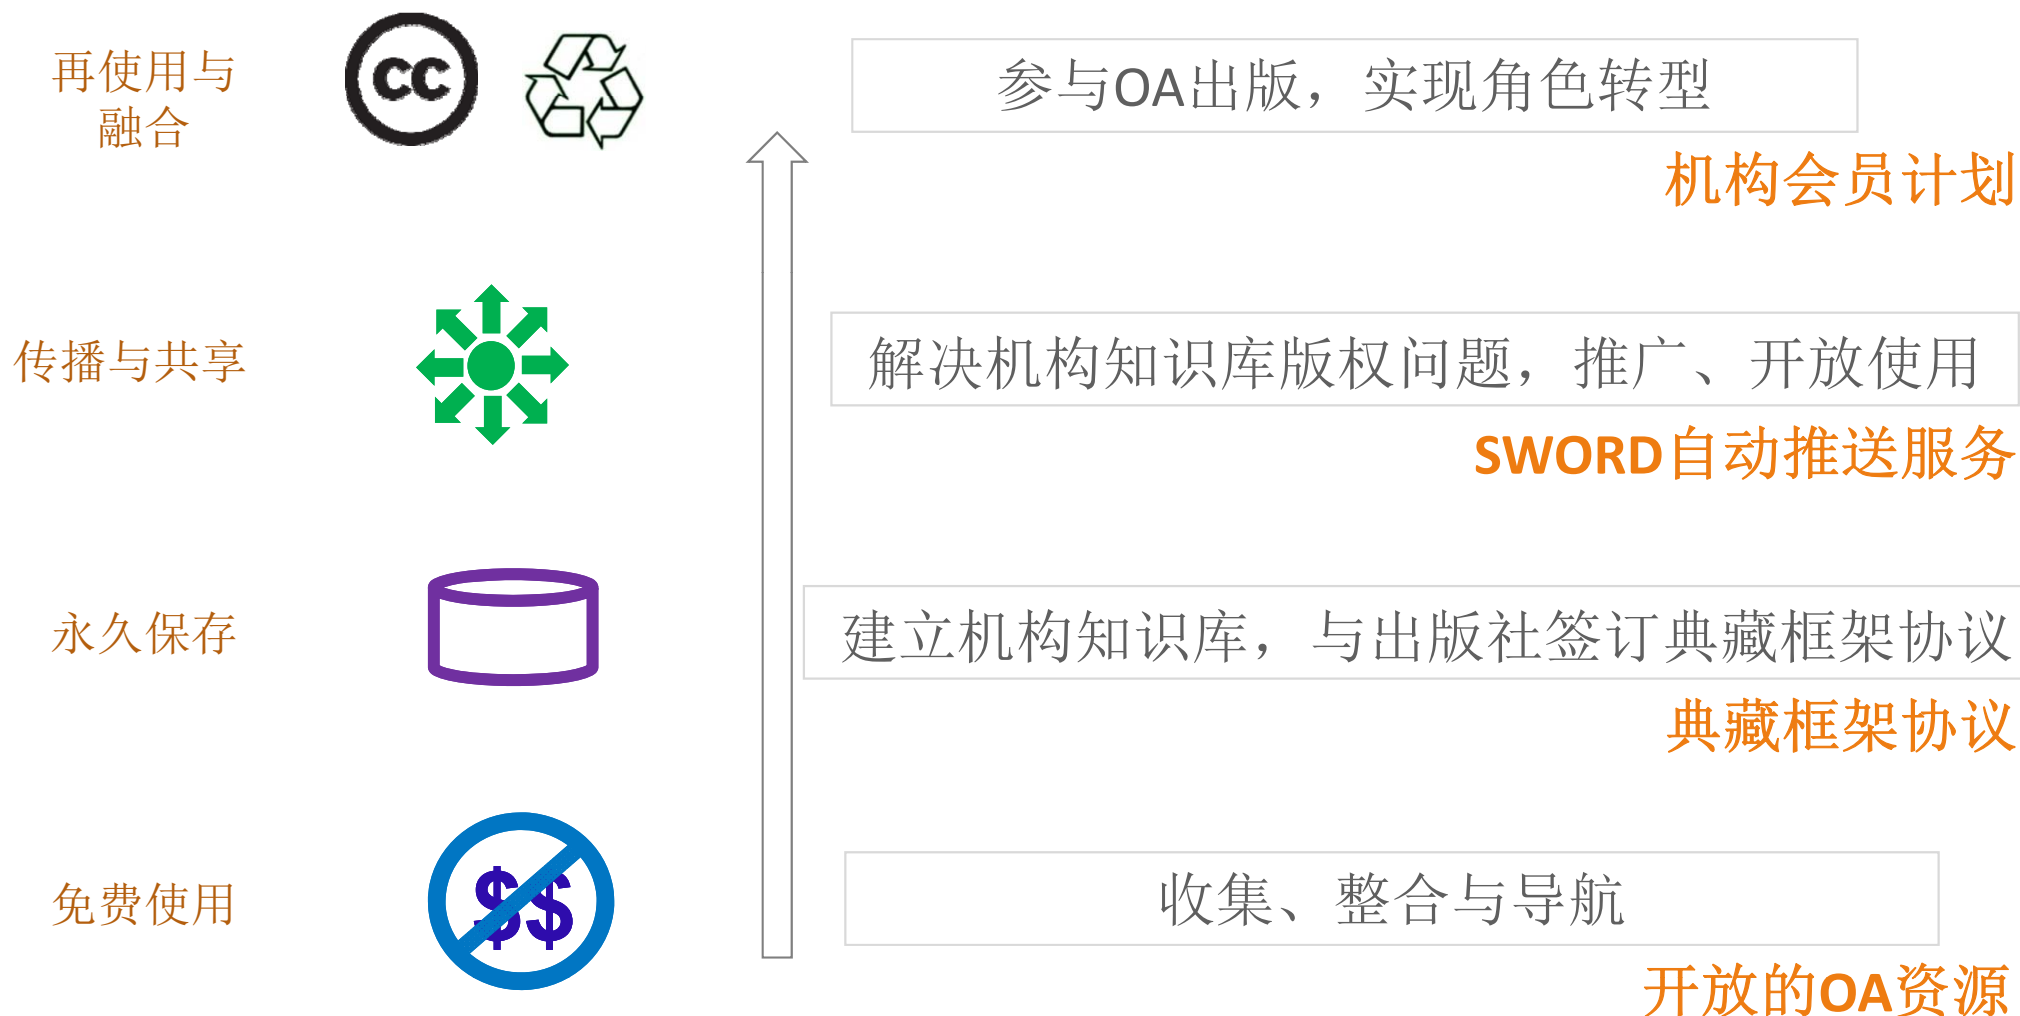 再使用与
融合
cc
参与OA出版，实现角色转型
机构会员计划
传播与共享
解决机构知识库版权问题，推广、开放使用
SWORD自动推送服务
永久保存
建立机构知识库，与出版社签订典藏框架协议
典藏框架协议
免费使用
$$
收集、整合与导航
开放的OA资源